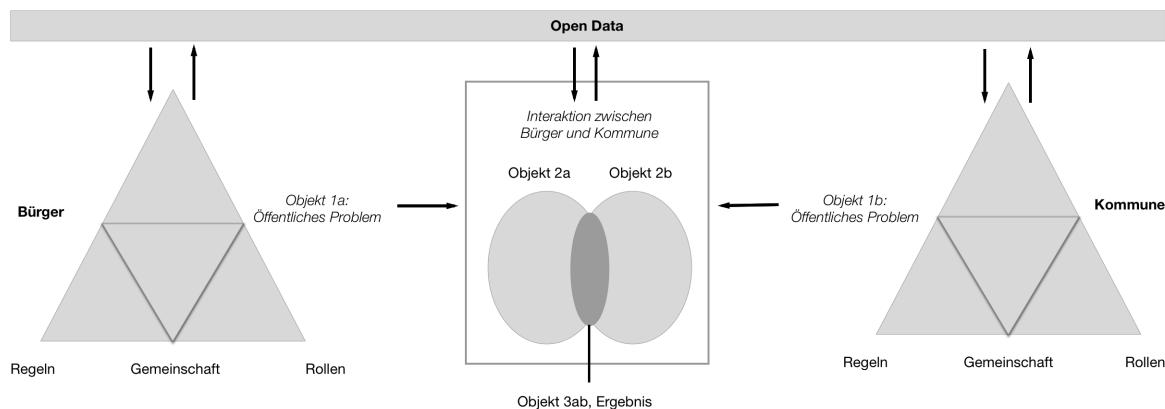 Open Data
Interaktion zwischen
Bürger und Kommune
Objekt 2a
Objekt 2b
Bürger
Objekt 1a:
Öffentliches Problem
Objekt 1b:
Öffentliches Problem
Kommune
Regeln
Gemeinschaft
Rollen
Regeln
Gemeinschaft
Rollen
Objekt 3ab, Ergebnis